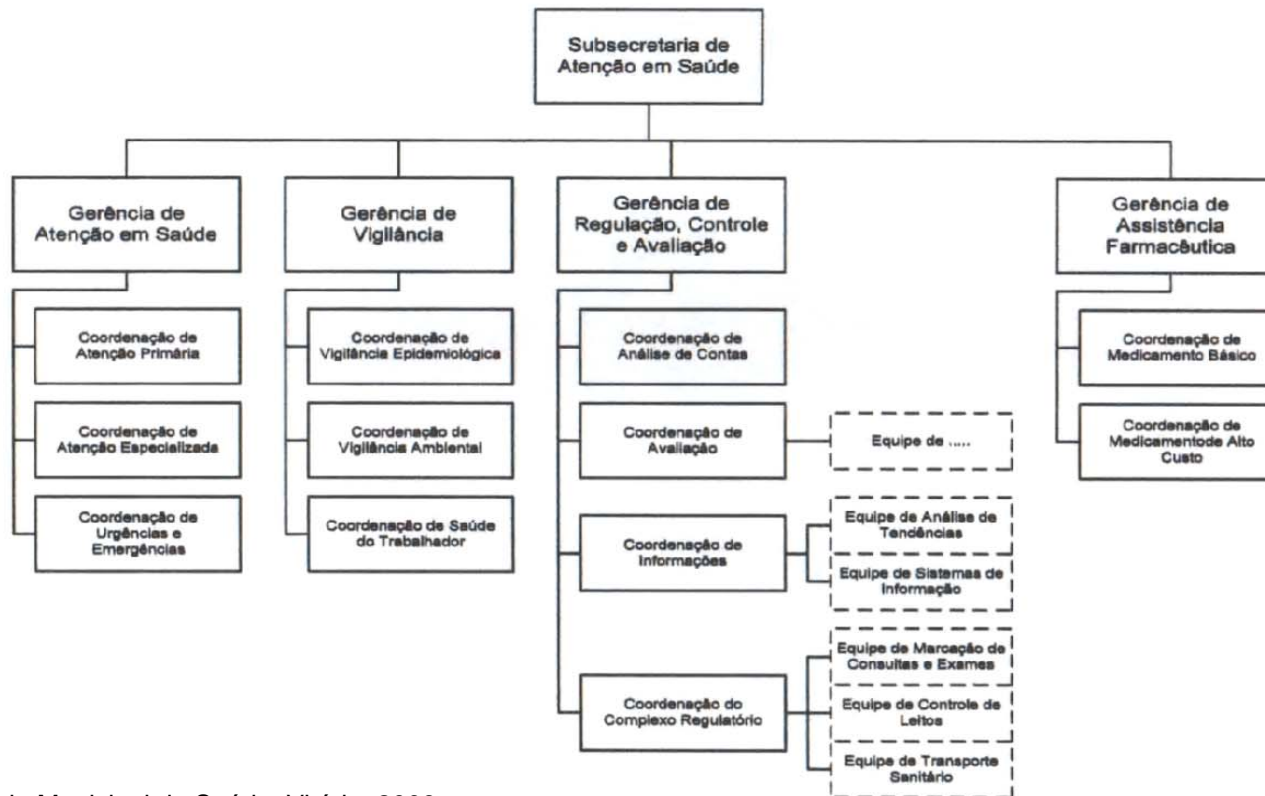 Subsecretaria de
Atenção em Saúde
Gerência de
Atenção em Saúde
Coordenação de
Atenção Primária
Coordenação de
Atenção Especializada
Coordenação de
Urgências e
Emergências
Gerência de
Vigilância
Coordenação de
Vigilância Epidemiológica
Coordenação de
Vigilância Ambiental
Coordenação de Saúde
do Trabalhador
Gerência de
Regulação, Controle
e Avaliação
Coordenação de
Análise de Contas
Coordenação de
Avaliação
Equipe de .....
Coordenação de
Informações
Equipe de Análise de
Tendências
Equipe de Sistemas de
Informação
Coordenação do
Complexo Regulatório
Equipe de Marcação de
Consultas e Exames
Equipe de Controle de
Leitos
Equipe de Transporte
Sanitário
Gerência de
Assistência
Farmacêutica
Coordenação de
Medicamento Básico
Coordenação de
Medicamentode Alto
Custo